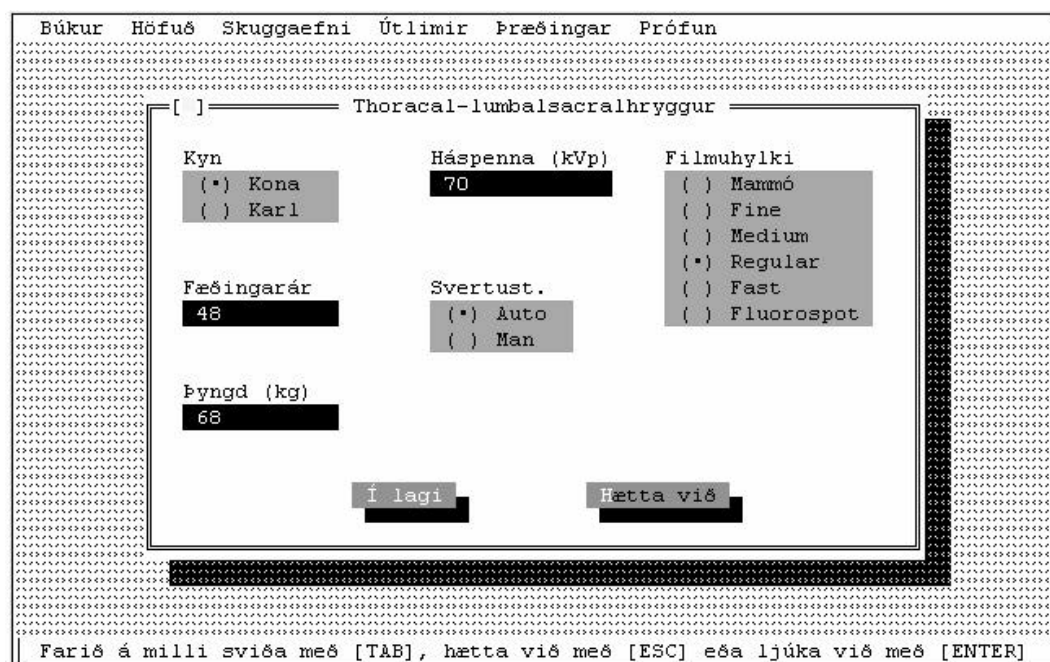 Búkur Höfuð Skuggaefni Útlimir Þræðingar Prófun
[ ] Thoracal-lumbalsacralhryggur
Kyn
(•) Kona
( ) Karl
Háspenna (kVp)
70
Filmuhylki
( ) Mammó
( ) Fine
( ) Medium
(•) Regular
( ) Fast
( ) Fluorospot
Fæðingarár
48
Svertust.
(•) Auto
( ) Man
Þyngd (kg)
68
Í lagi
Hætta við
Farið á milli sviða með [TAB], hætta við með [ESC] eða ljúka við með [ENTER]